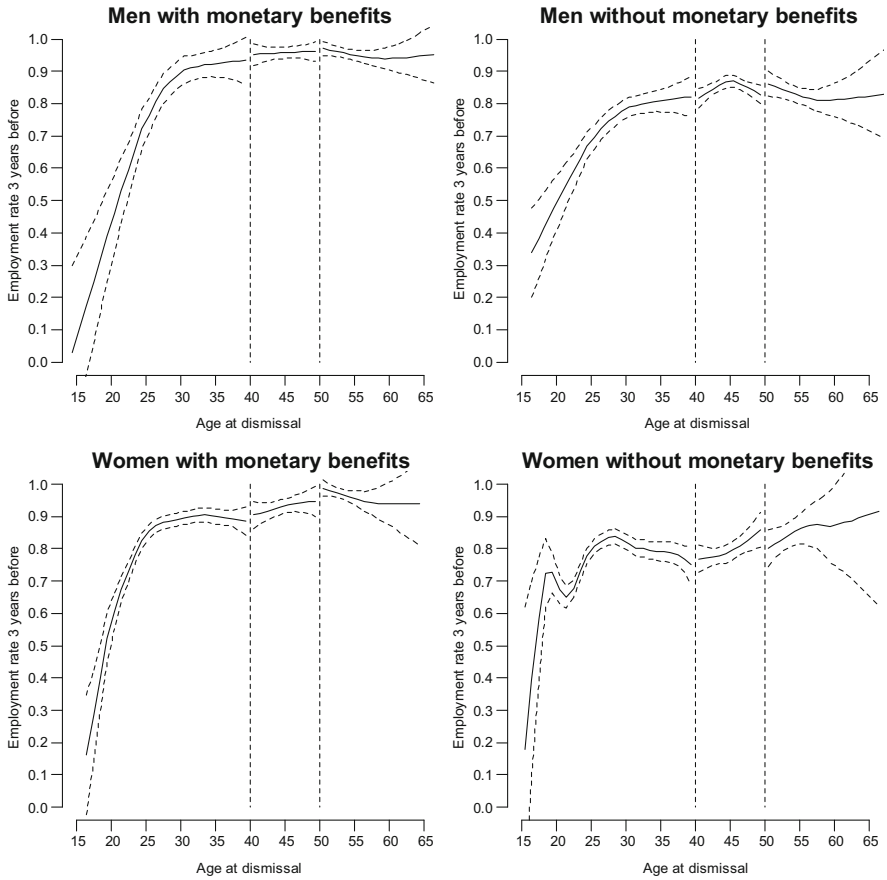 Men with monetary benefits
Employment rate 3 years before
1.0
0.9
0.8
0.7
0.6
0.5
0.4
0.3
0.2
0.1
0.0
15 20 25 30 35 40 45 50 55 60 65
Age at dismissal
Men without monetary benefits
Employment rate 3 years before
1.0
0.9
0.8
0.7
0.6
0.5
0.4
0.3
0.2
0.1
0.0
15 20 25 30 35 40 45 50 55 60 65
Age at dismissal
Women with monetary benefits
Employment rate 3 years before
1.0
0.9
0.8
0.7
0.6
0.5
0.4
0.3
0.2
0.1
0.0
15 20 25 30 35 40 45 50 55 60 65
Age at dismissal
Women without monetary benefits
Employment rate 3 years before
1.0
0.9
0.8
0.7
0.6
0.5
0.4
0.3
0.2
0.1
0.0
15 20 25 30 35 40 45 50 55 60 65
Age at dismissal